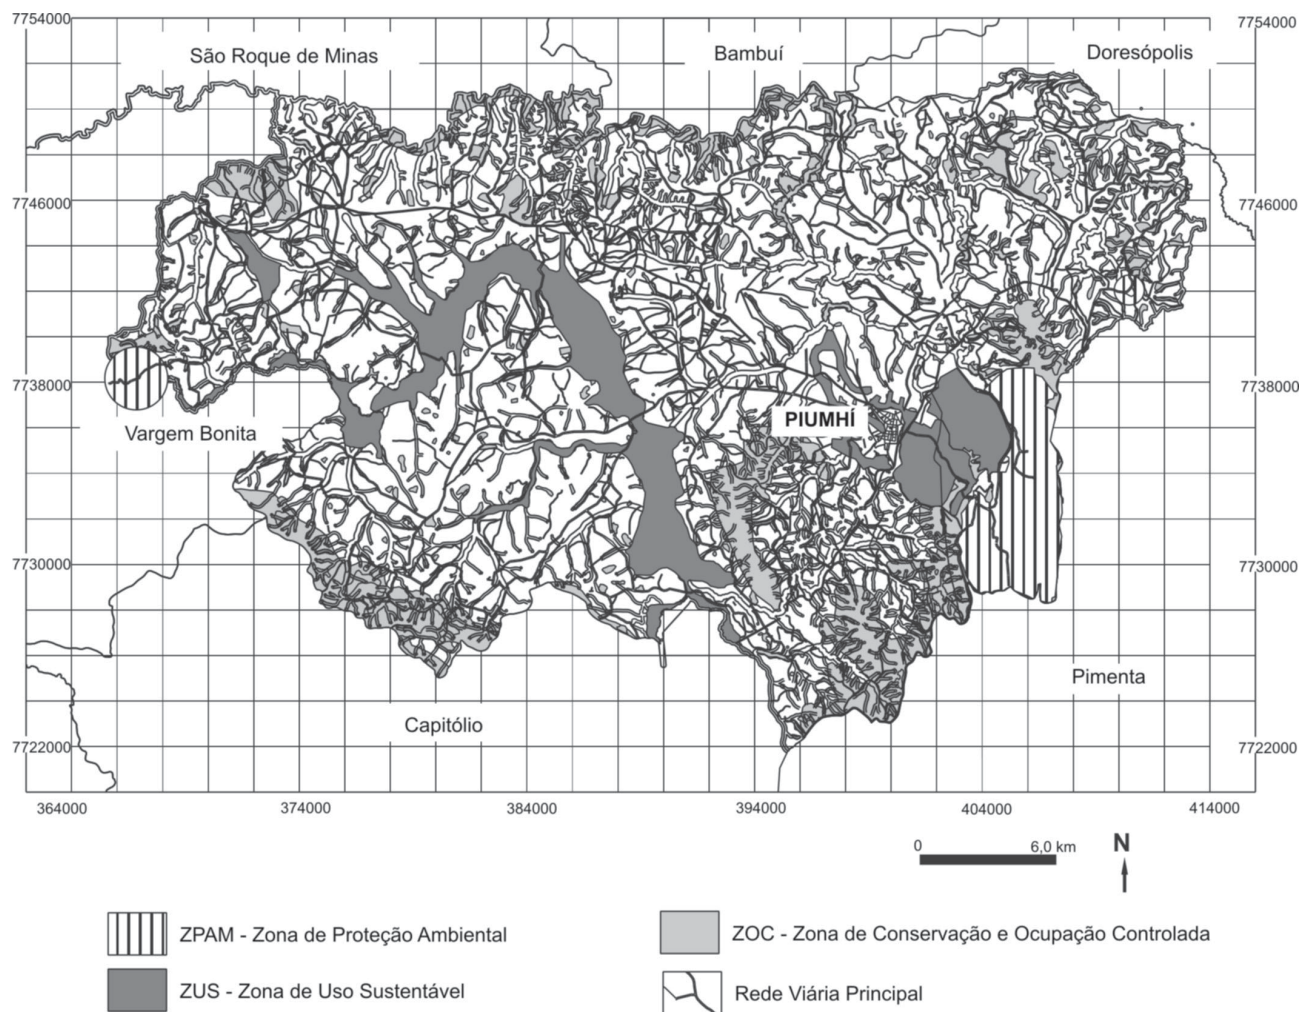 7754000
7754000
São Roque de Minas
Bambuí
Doresópolis
7746000
7746000
7738000
7738000
PIUMHÍ
Vargem Bonita
7730000
7730000
Pimenta
Capitólio
7722000
7722000
364000
374000
384000
394000
404000
414000
0
6,0 km
N
ZPAM - Zona de Proteção Ambiental
ZOC - Zona de Conservação e Ocupação Controlada
ZUS - Zona de Uso Sustentável
Rede Viária Principal